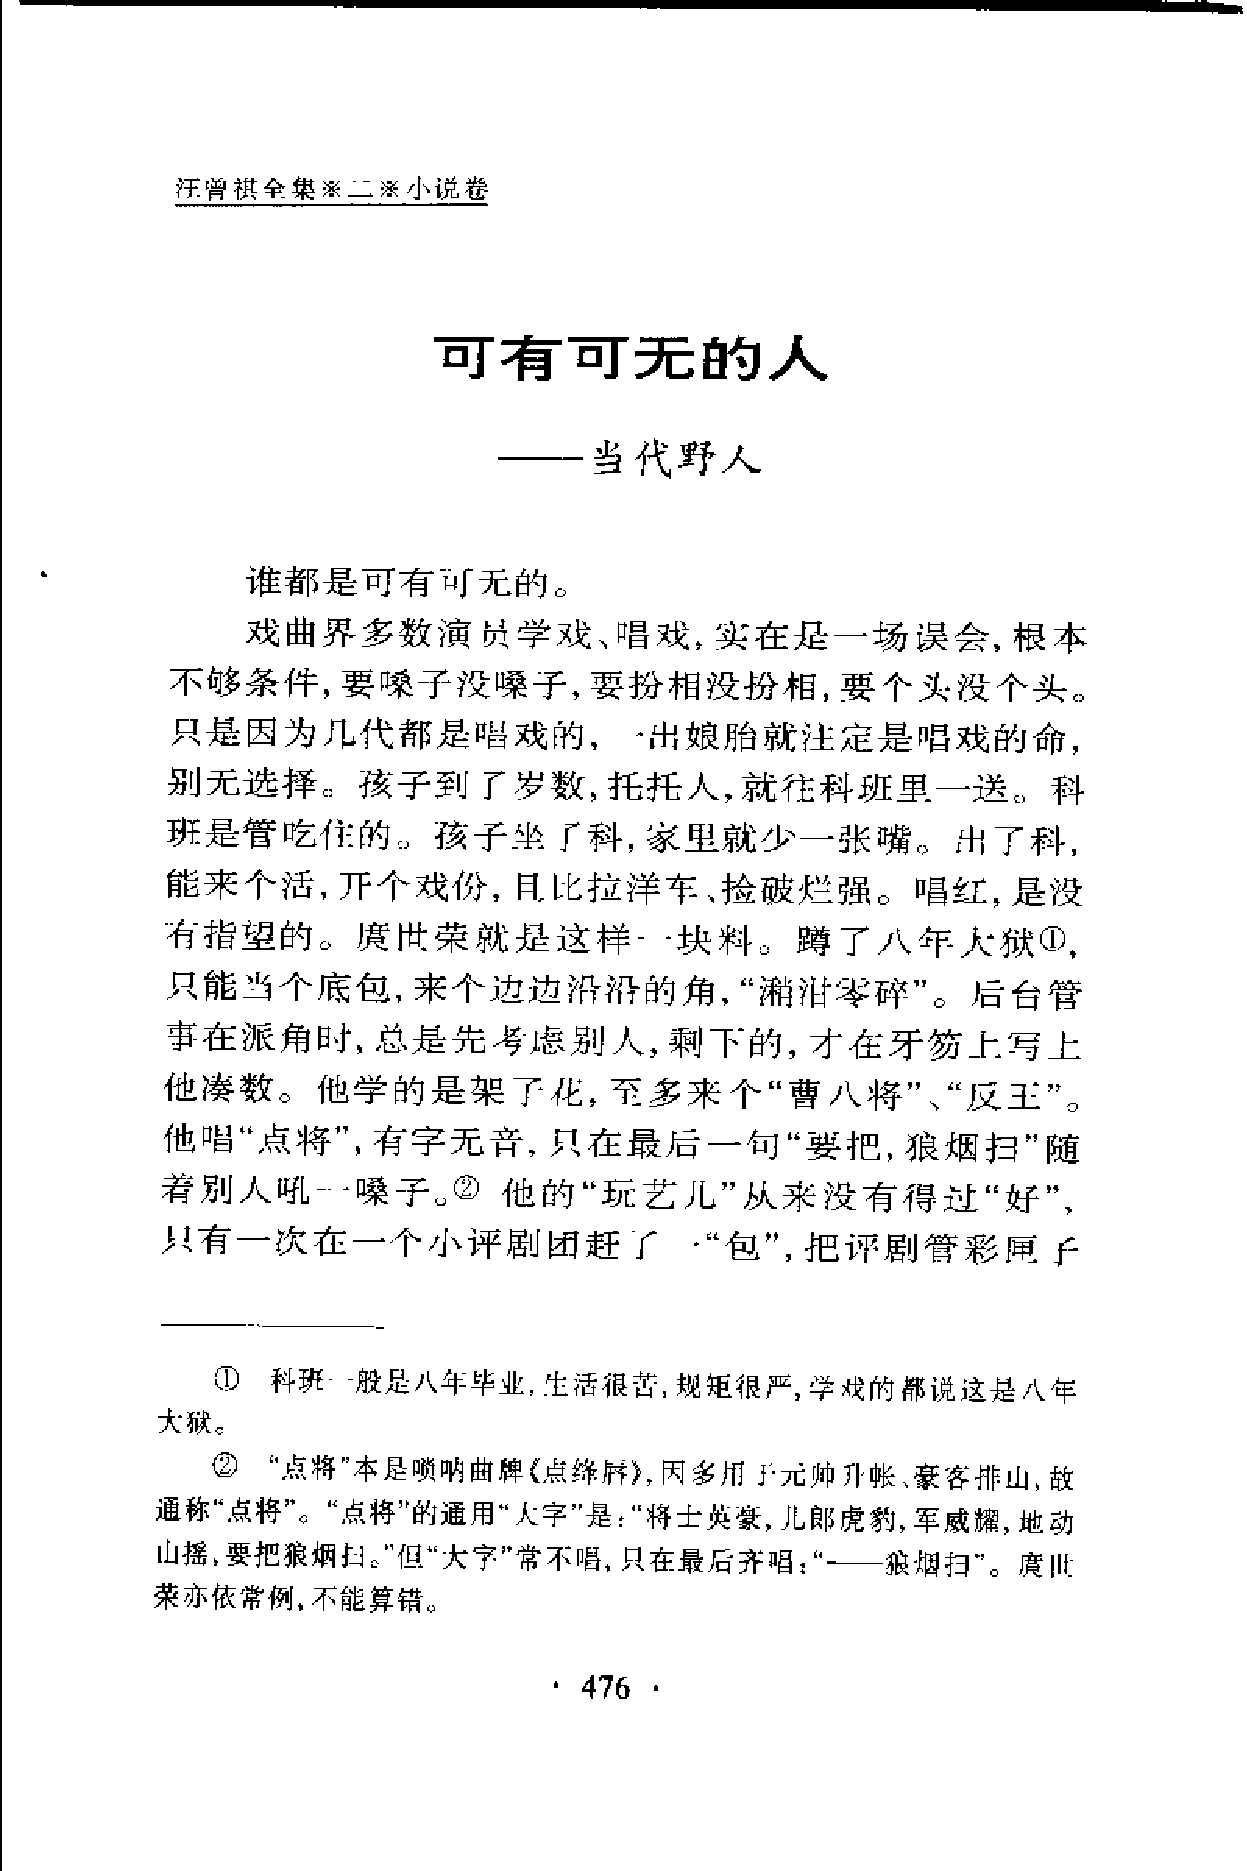 汪曾祺全集※二※小说卷
可有可无的人
——当代野人
谁都是可有可无的。
戏曲界多数演员学戏、唱戏,实在是一场误会,根本
不够条件,要嗓子没嗓子,要扮相没扮相,要个头没个头。
只是因为几代都是唱戏的,一出娘胎就注定是唱戏的命,
别无选择。孩子到了岁数,托托人,就往科班里一送。科
班是管吃住的。孩子坐了科,家里就少一张嘴。出了科,
能来个活,开个戏份,且比拉洋车、捡破烂强。唱红,是没
有指望的。庹世荣就是这样一块料。蹲了八年大狱①,
只能当个底包,来个边边沿沿的角,“潲泔零碎”。后台管
事在派角时,总是先考虑别人,剩下的,才在牙笏上写上
他凑数。他学的是架子花,至多来个“曹八将”、“反王”。
他唱“点将”,有字无音,只在最后一句“要把,狼烟扫”随
着别人吼一嗓子。② 他的“玩艺儿”从来没有得过“好”,
只有一次在一个小评剧团赶了一“包”,把评剧管彩匣子
① 科班一般是八年毕业,生活很苦,规矩很严,学戏的都说这是八年
大狱。
② “点将”本是唢呐曲牌《点绛唇》,因多用于元帅升帐、豪客排山,故
通称“点将”。“点将”的通用“大字”是:“将士英豪,儿郎虎豹,军威耀,地动
山摇,要把狼烟扫。”但“大字”常不唱,只在最后齐唱:“——狼烟扫”。庹世
荣亦依常例,不能算错。
· 476 ·